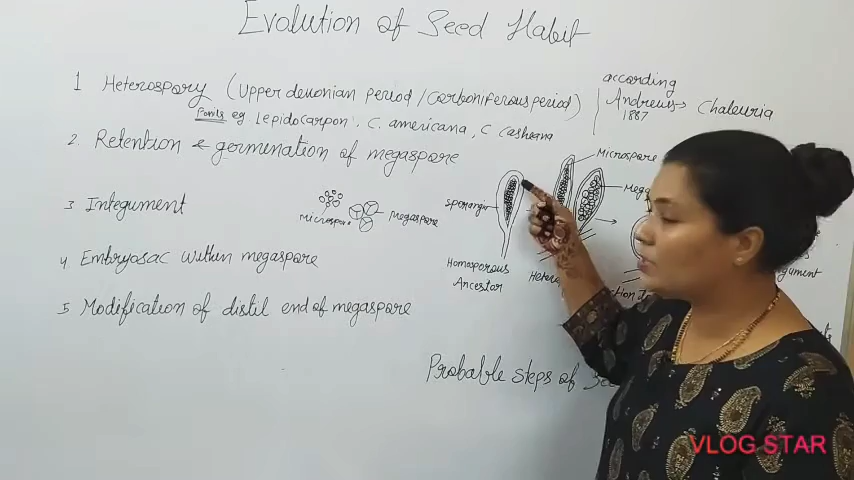 Evolution of Seed Habit
1 Heterospory (Upper devonian period / Carboniferous period)
eg Lepidocarpon, C. americana, C casheana
according
Andrews → Chaleuria
1887
2. Retention & germination of megaspore
3 Integument
microspore
megaspore
4 Embryosac within megaspore
5 Modification of distil end of megaspore
Sporangia
Homosporous
Ancestor
Microspore
Probable steps of
VLOG STAR